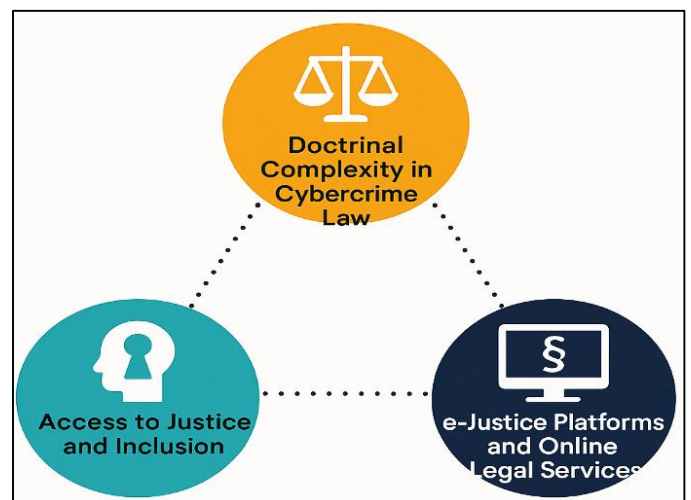 Doctrinal
Complexity in
Cybercrime
Law
Access to Justice
and Inclusion
§
e-Justice Platforms
and Online
Legal Services